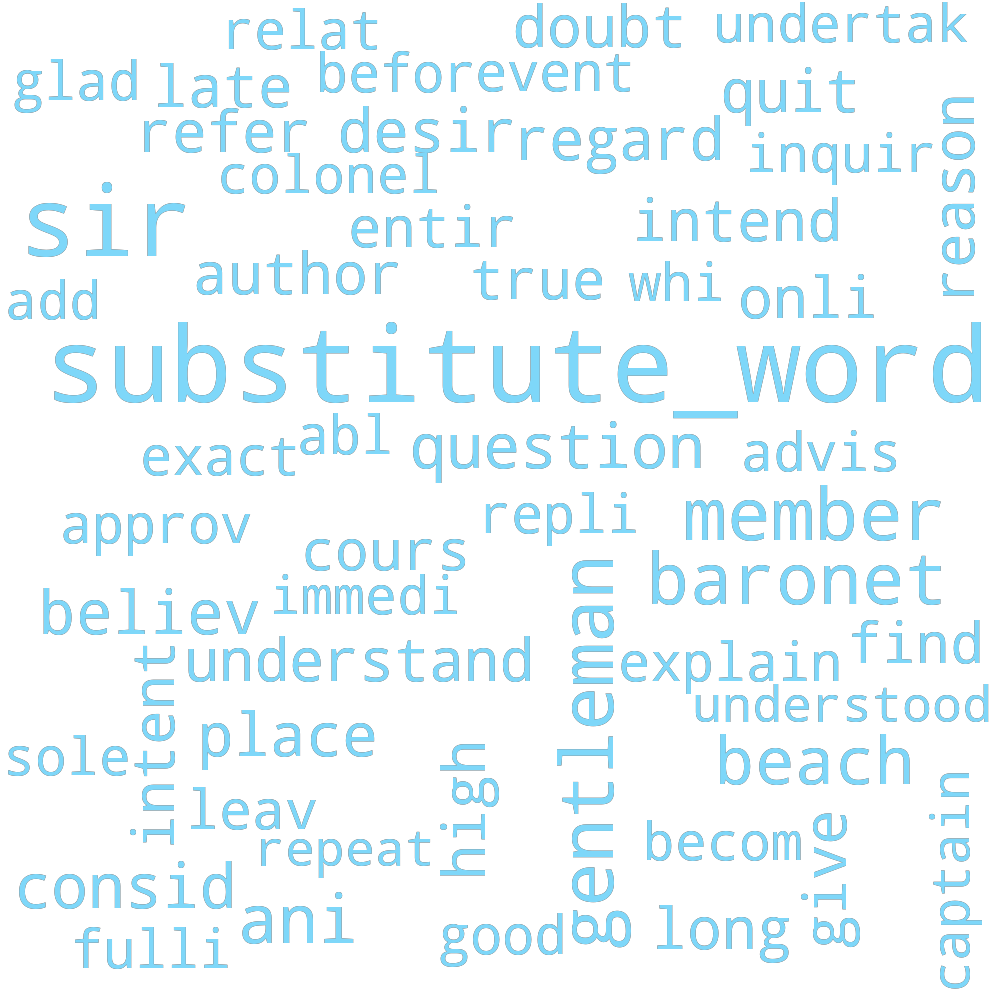 relat
doubt
undertak
glad
late
beforevent
quit
refer
desir
regard
inquir
reason
colonel
sir
entir
intend
author
true
whi
onli
add
substitute_word
exact
abl
question
advis
approv
repli
member
cours
baronet
believ
immedi
gentleman
understand
explain
find
understood
intent
sole
place
high
beach
leav
repeat
becom
give
captain
consid
ani
good
long
fulli